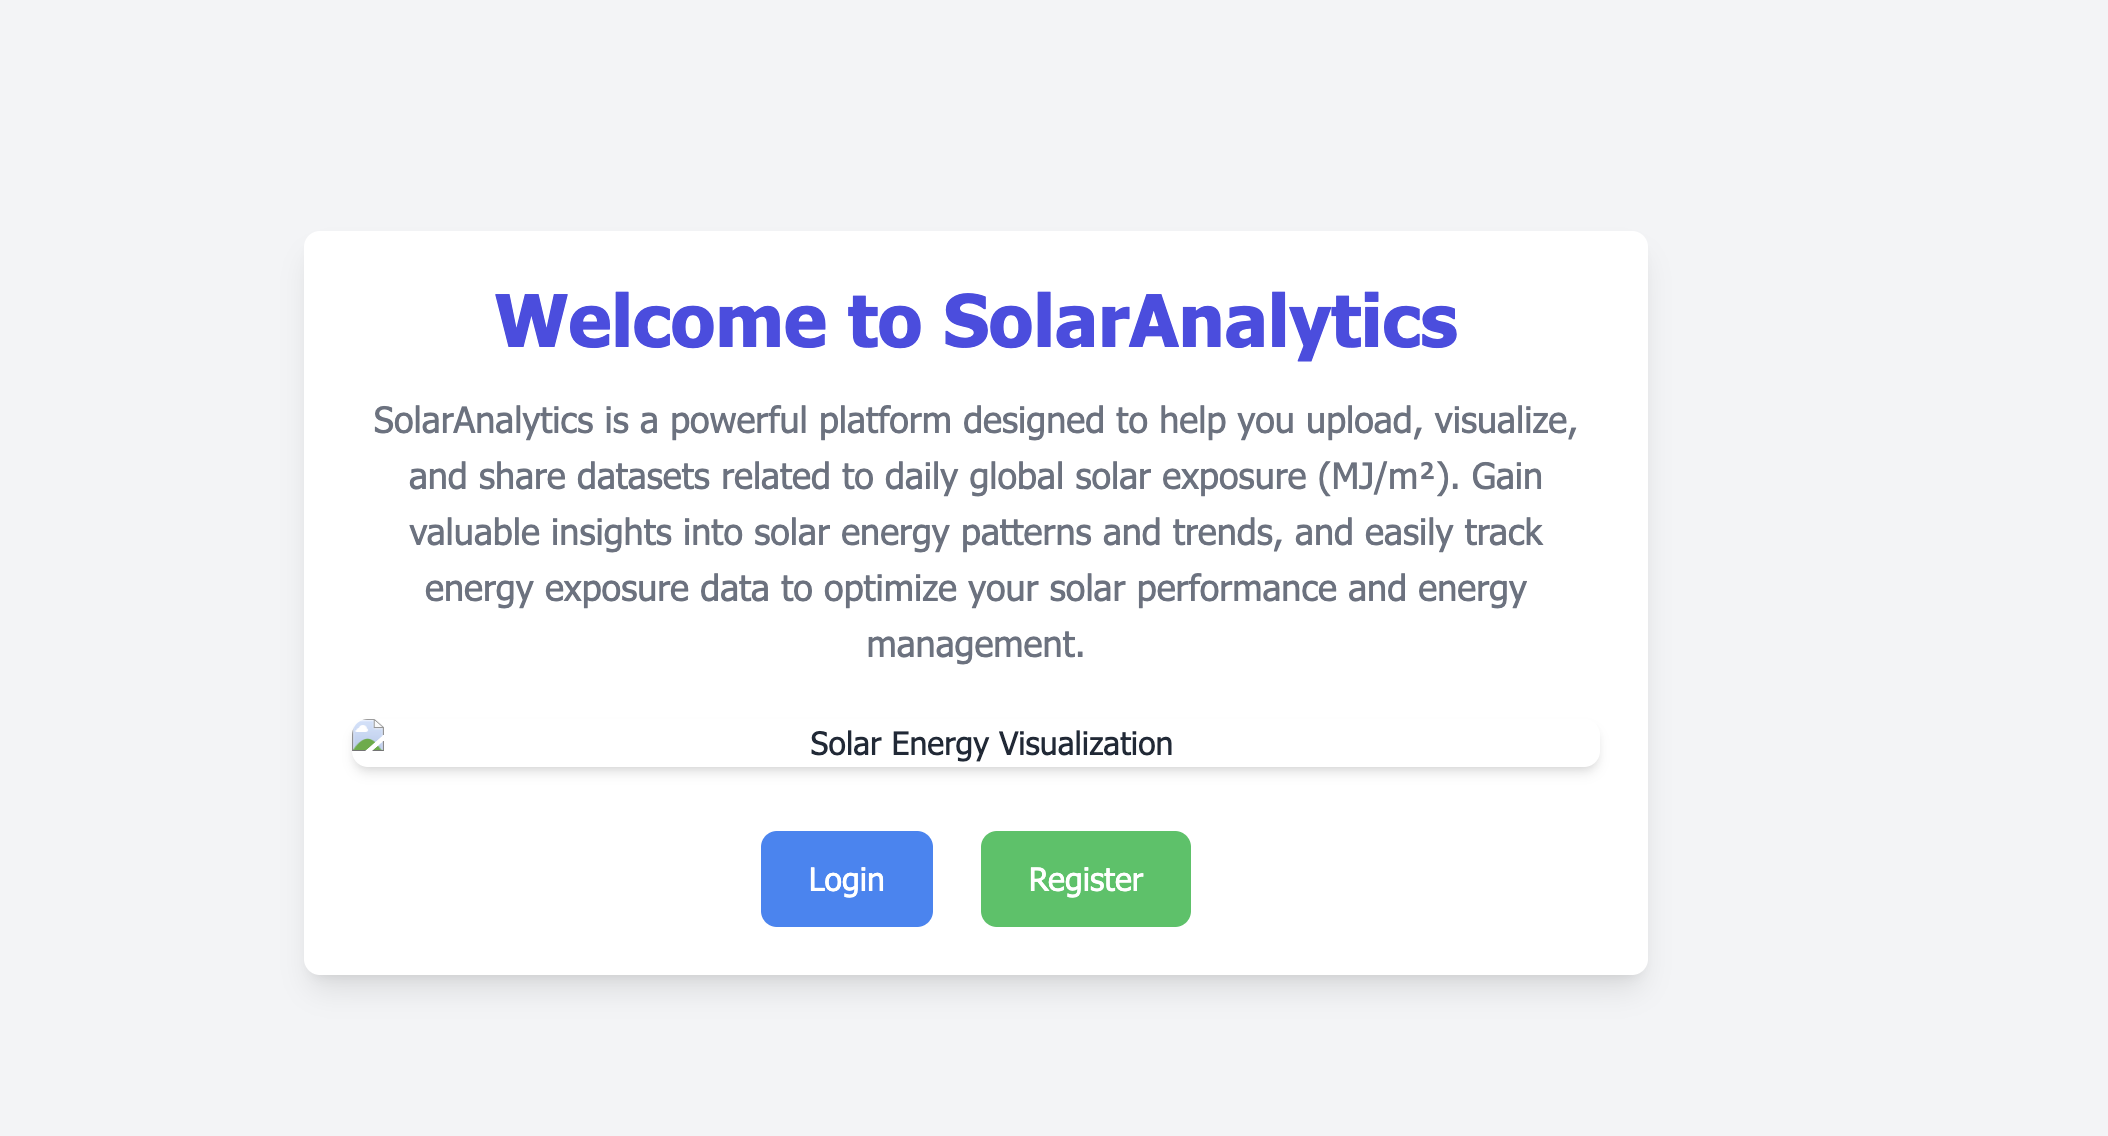 Welcome to SolarAnalytics
SolarAnalytics is a powerful platform designed to help you upload, visualize,
and share datasets related to daily global solar exposure (MJ/m²). Gain
valuable insights into solar energy patterns and trends, and easily track
energy exposure data to optimize your solar performance and energy
management.
Solar Energy Visualization
Login
Register